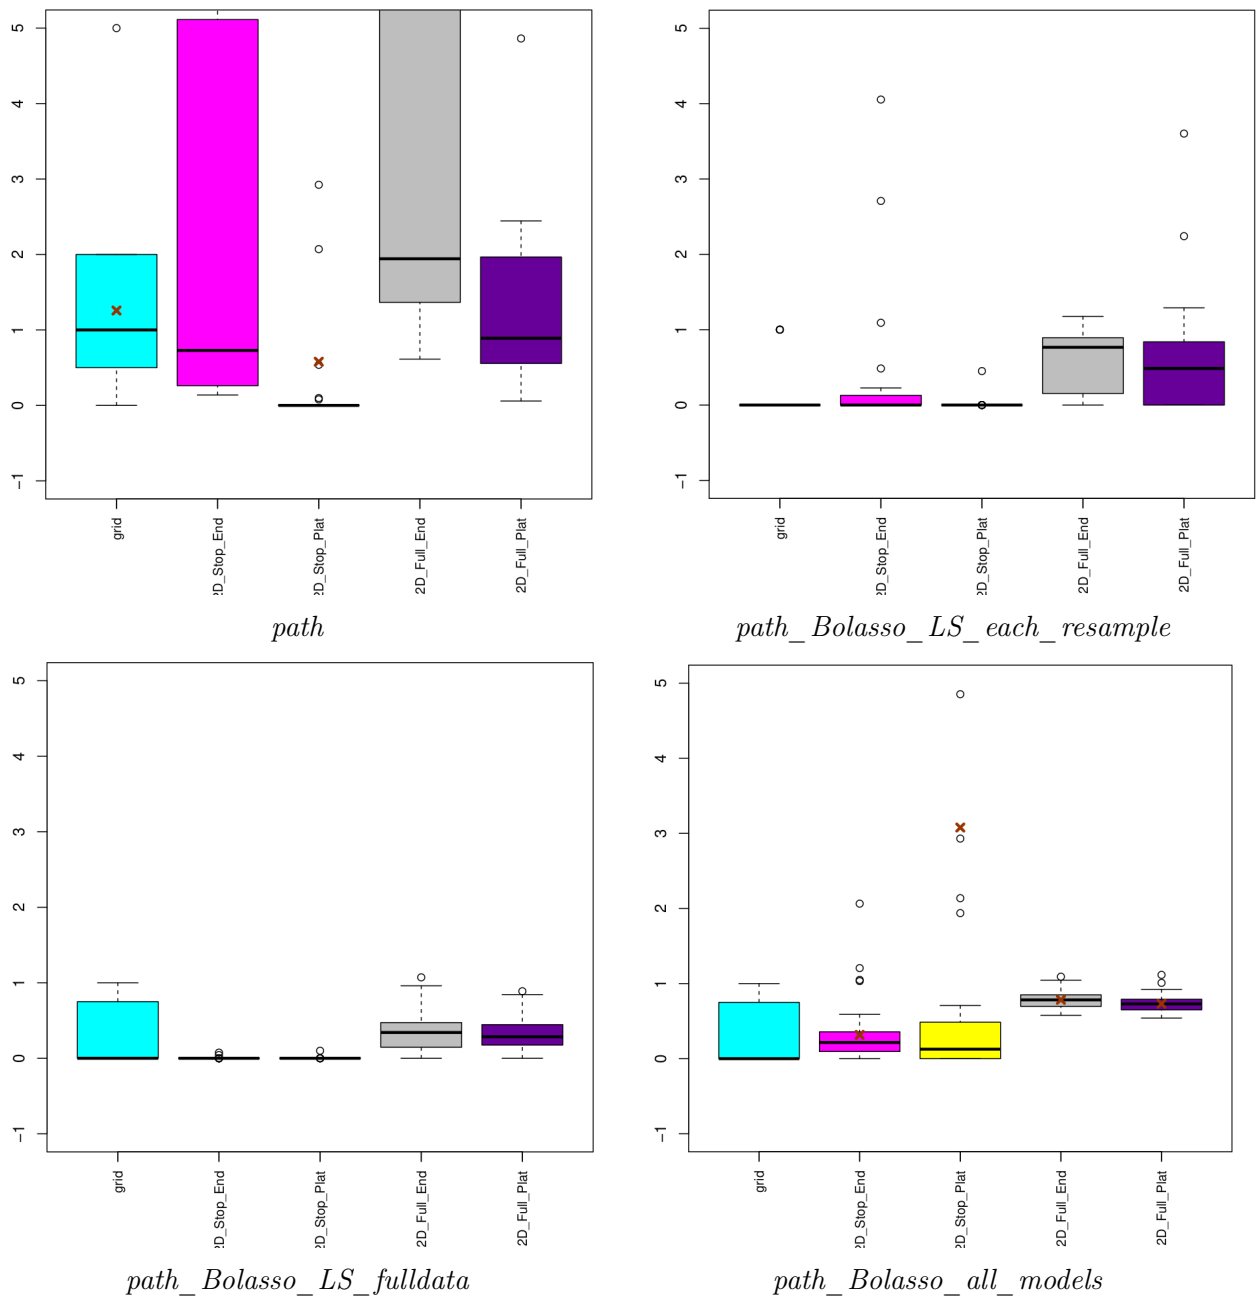 5
4
3
2
1
0
−1
grid
2D_Stop_End
2D_Stop_Plat
2D_Full_End
2D_Full_Plat
path
5
4
3
2
1
0
−1
grid
2D_Stop_End
2D_Stop_Plat
2D_Full_End
2D_Full_Plat
path_Bolasso_LS_each_resample
5
4
3
2
1
0
−1
grid
2D_Stop_End
2D_Stop_Plat
2D_Full_End
2D_Full_Plat
path_Bolasso_LS_fulldata
5
4
3
2
1
0
−1
grid
2D_Stop_End
2D_Stop_Plat
2D_Full_End
2D_Full_Plat
path_Bolasso_all_models